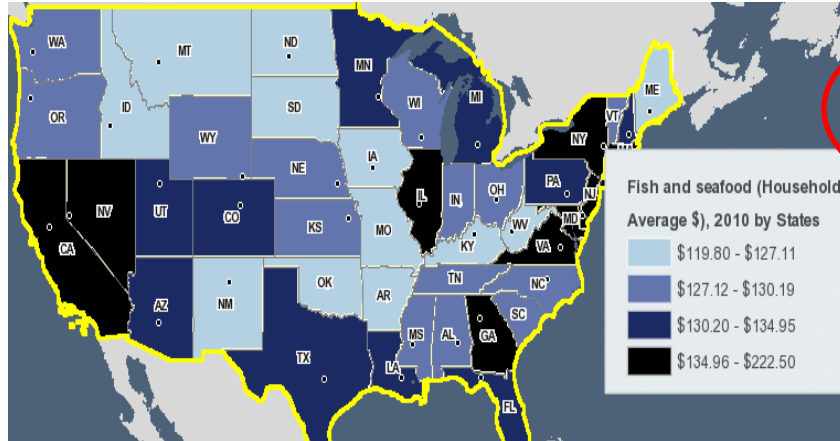 WA
MT
ND
MN
OR
ID
SD
WI
MI
ME
VT
NY
WY
IA
NE
PA
NJ
NV
UT
CO
IL
IN
OH
MD
WV
CA
KS
MO
KY
VA
AZ
NM
OK
AR
TN
NC
SC
TX
LA
MS
AL
GA
FL
Fish and seafood (Household
Average $), 2010 by States
$119.80 - $127.11
$127.12 - $130.19
$130.20 - $134.95
$134.96 - $222.50